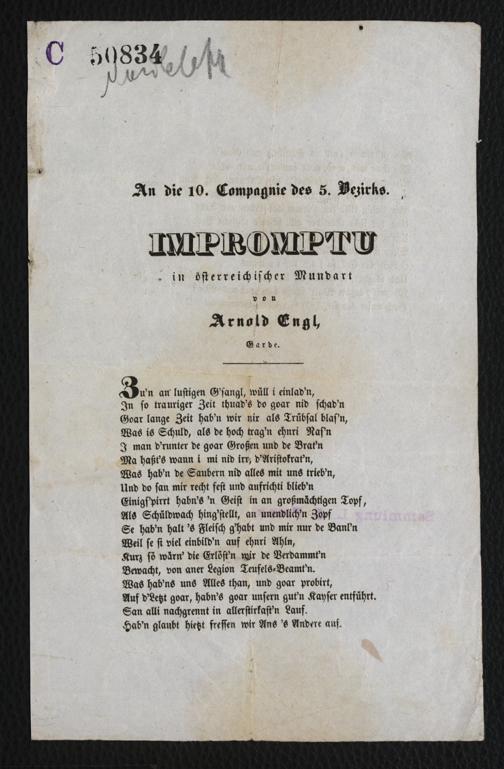 C 50834
An die 10. Compagnie des 5. Bezirks.
IMPROMPTU
in österreichischer Mundart
von
Arnold Engl,
Garde.
Zu'n an lustigen G'sangl, wüll i einlad'n,
In so trauriger Zeit thuad's do goar nid schad'n
Goar lange Zeit hab'n wir nix als Trübsal blas'n,
Was is Schuld, als de hoch trag'n ehnri Nas'n
J man d'runter de goar Großen und de Brat'n
Ma haßt's wann i mi nid irr, d'Aristokrat'n,
Was hab'n de Saubern nid alles mit uns trieb'n,
Und do san mir recht fest und aufrichti blieb'n
Einigs'pirrt habn's 'n Geist in an großmächtigen Topf,
Als Schüldwach hing'stellt, an unendlich'n Zopf
Se hab'n halt 's Fleisch g'habt und mir nur de Banl'n
Weil se si viel einbild'n auf ehnri Ahln,
Kurz sö wärn' die Erlöst'n wir de Verdammt'n
Bewacht, von aner Legion Teufels-Beamt'n.
Was hab'ns uns Alles than, und goar probirt,
Auf d'Letzt goar, habn's goar unsern gut'n Kayser entführt.
San alli nachgrennt in allerstirkast'n Lauf.
Hab'n glaubt hietzt fressen wir Ans 's Andere auf.